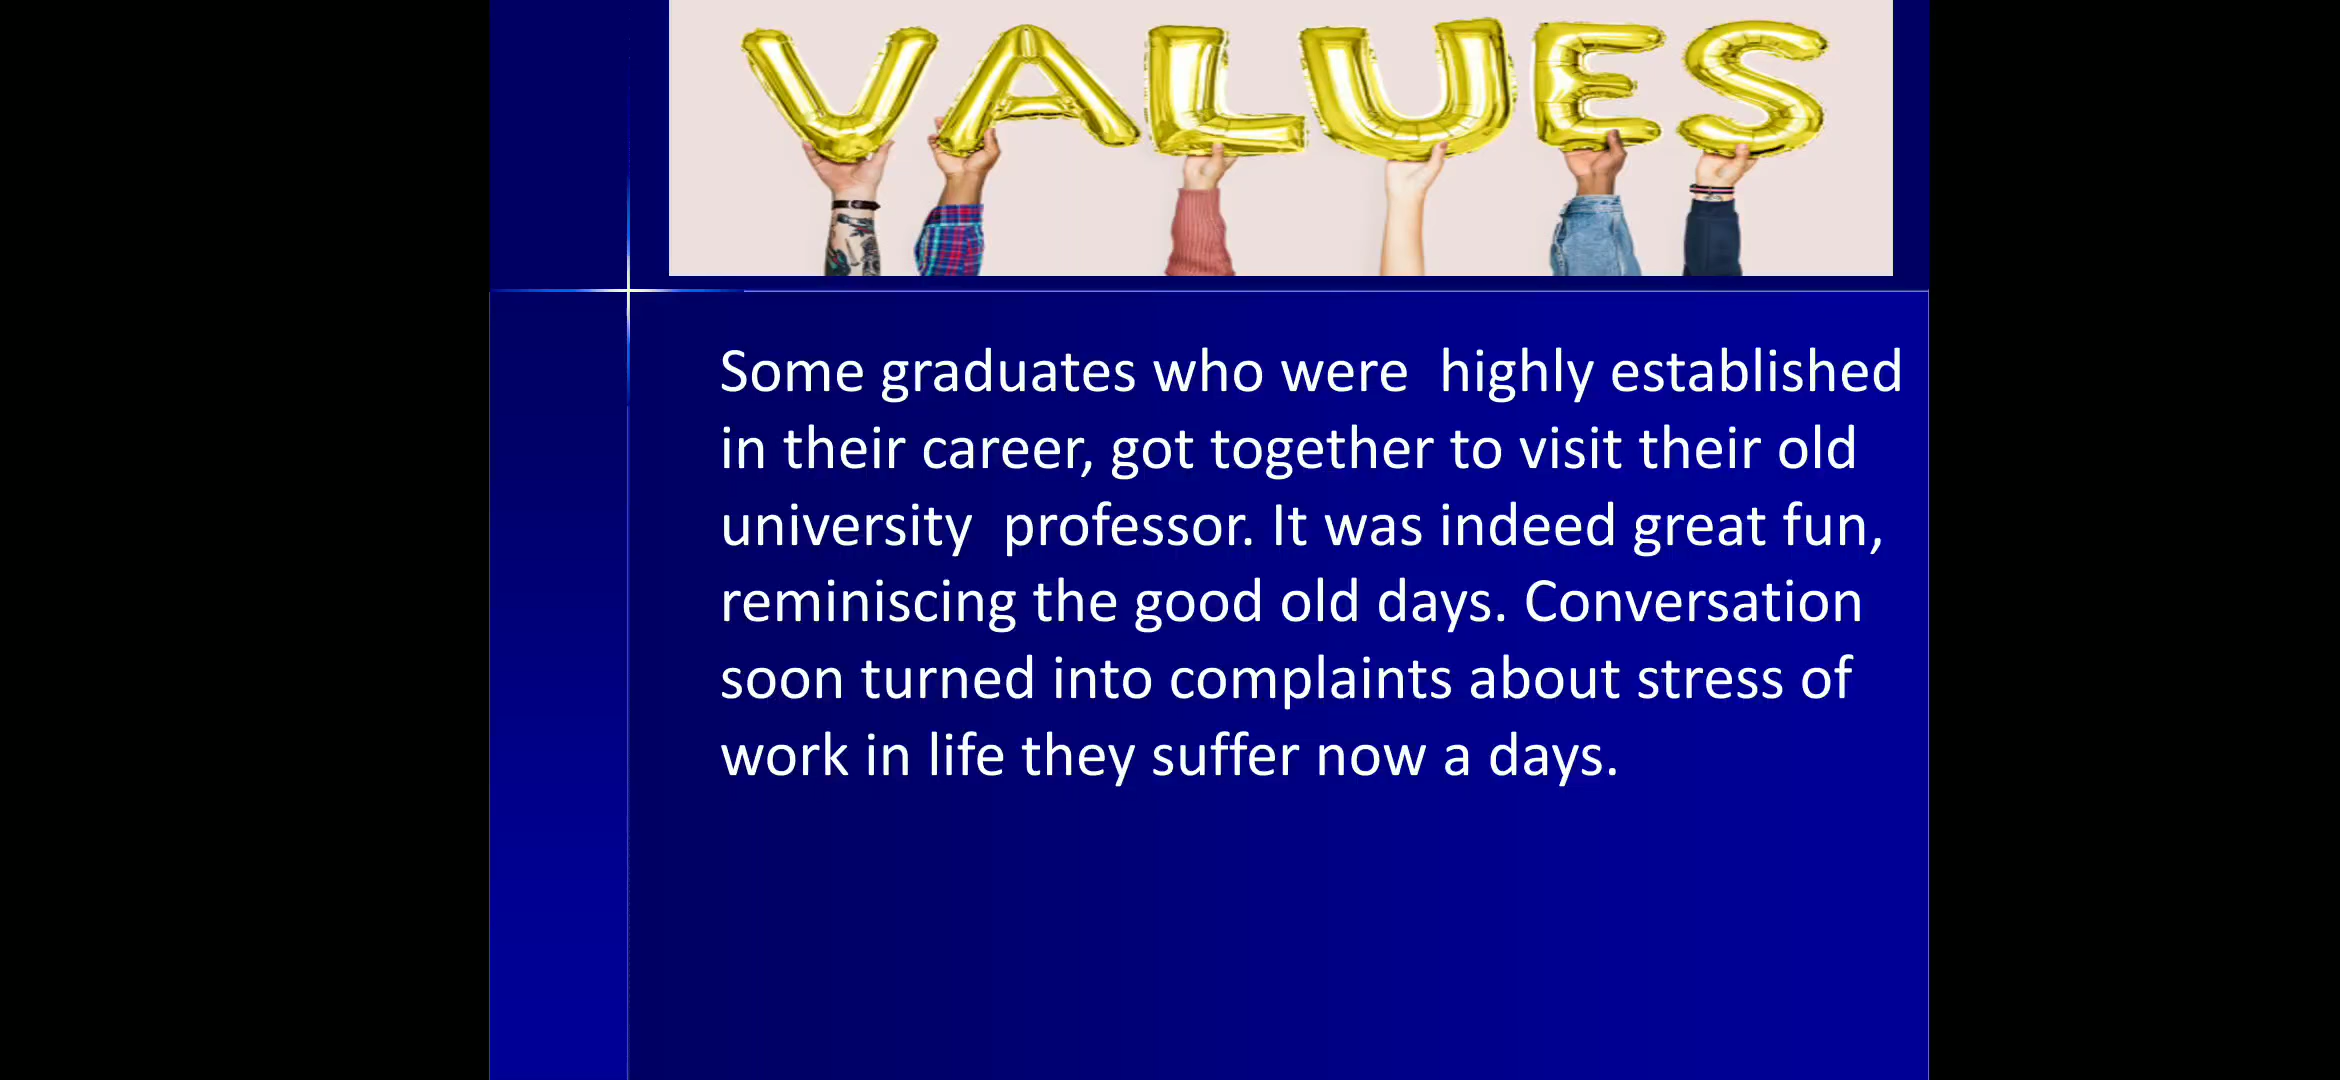 VALUES
Some graduates who were  highly established
in their career, got together to visit their old
university  professor. It was indeed great fun,
reminiscing the good old days. Conversation
soon turned into complaints about stress of
work in life they suffer now a days.